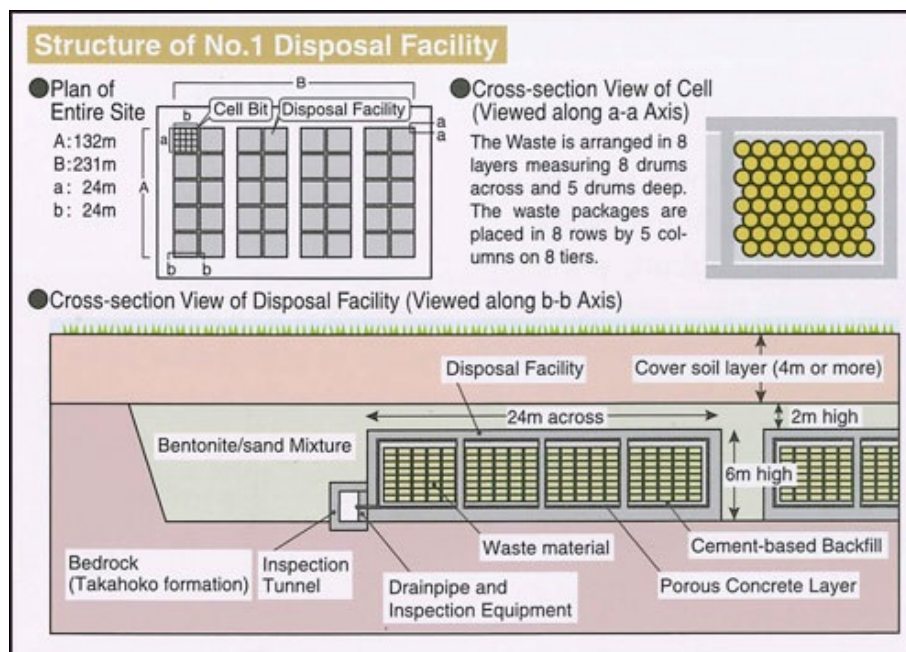 Structure of No.1 Disposal Facility
Plan of
Entire Site
A:132m
B:231m
a: 24m
b: 24m
B
Cell Bit
Disposal Facility
b
a
a
a
A
b
b
Cross-section View of Cell
(Viewed along a-a Axis)
The Waste is arranged in 8
layers measuring 8 drums
across and 5 drums deep.
The waste packages are
placed in 8 rows by 5 col-
umns on 8 tiers.
Cross-section View of Disposal Facility (Viewed along b-b Axis)
Disposal Facility
Cover soil layer (4m or more)
24m across
2m high
Bentonite/sand Mixture
6m high
Waste material
Cement-based Backfill
Bedrock
(Takahoko formation)
Inspection
Tunnel
Drainpipe and
Inspection Equipment
Porous Concrete Layer